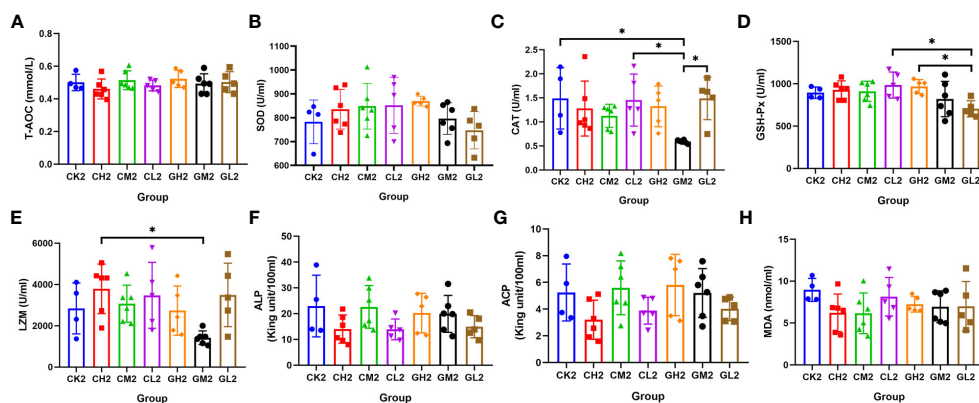 A
T-AOC (mmol/L)
0.8
0.6
0.4
0.2
0.0
CK2 CH2 CM2 CL2 GH2 GM2 GL2
Group
B
SOD (U/ml)
1000
900
800
700
600
CK2 CH2 CM2 CL2 GH2 GM2 GL2
Group
C
CAT (U/ml)
* * *
2.5
2.0
1.5
1.0
0.5
0.0
CK2 CH2 CM2 CL2 GH2 GM2 GL2
Group
D
GSH-Px (U/ml)
*
*
1500
1000
500
0
CK2 CH2 CM2 CL2 GH2 GM2 GL2
Group
E
LZM (U/ml)
*
6000
4000
2000
0
CK2 CH2 CM2 CL2 GH2 GM2 GL2
Group
F
ALP
(King unit/100ml)
50
40
30
20
10
0
CK2 CH2 CM2 CL2 GH2 GM2 GL2
Group
G
ACP
(King unit/100ml)
10
8
6
4
2
0
CK2 CH2 CM2 CL2 GH2 GM2 GL2
Group
H
MDA (nmol/ml)
15
10
5
0
CK2 CH2 CM2 CL2 GH2 GM2 GL2
Group